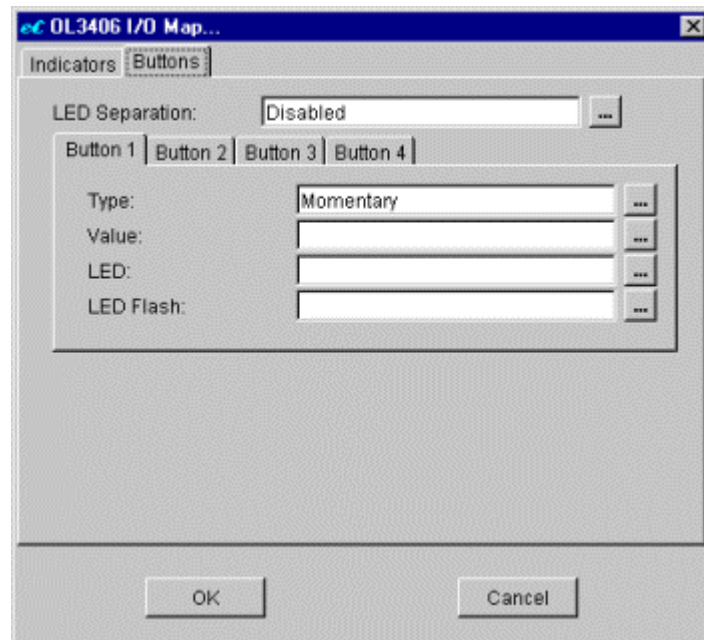 eC OL3406 I/O Map...
Indicators Buttons
LED Separation: Disabled ...
Button 1 Button 2 Button 3 Button 4
Type: Momentary ...
Value: ...
LED: ...
LED Flash: ...
OK Cancel